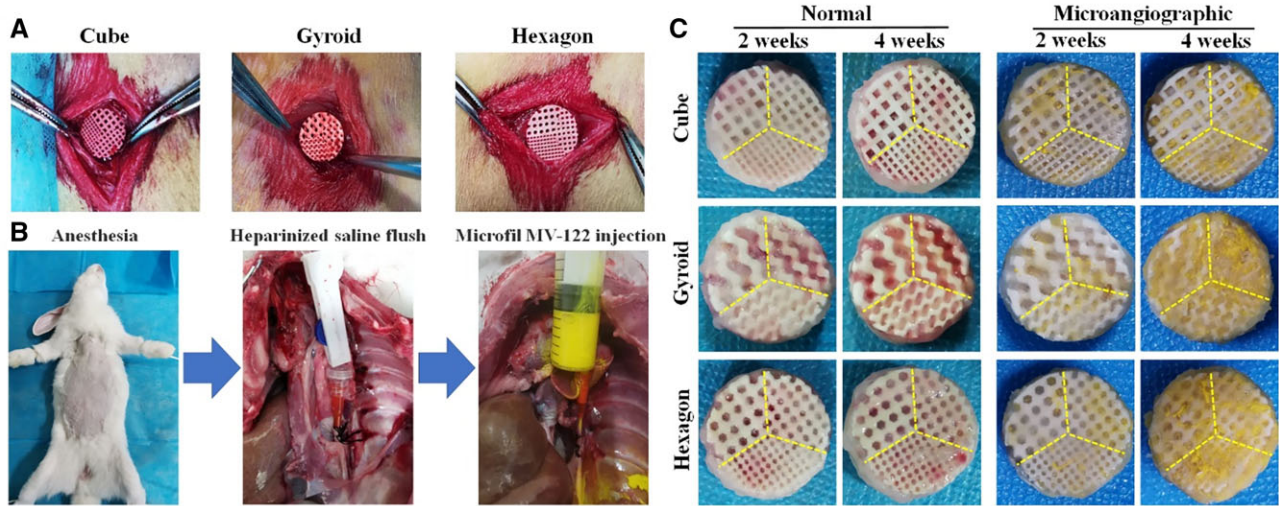 A
Cube
Gyroid
Hexagon
B
Anesthesia
Heparinized saline flush
Microfil MV-122 injection
C
Normal
Microangiographic
2 weeks
4 weeks
2 weeks
4 weeks
Cube
Gyroid
Hexagon